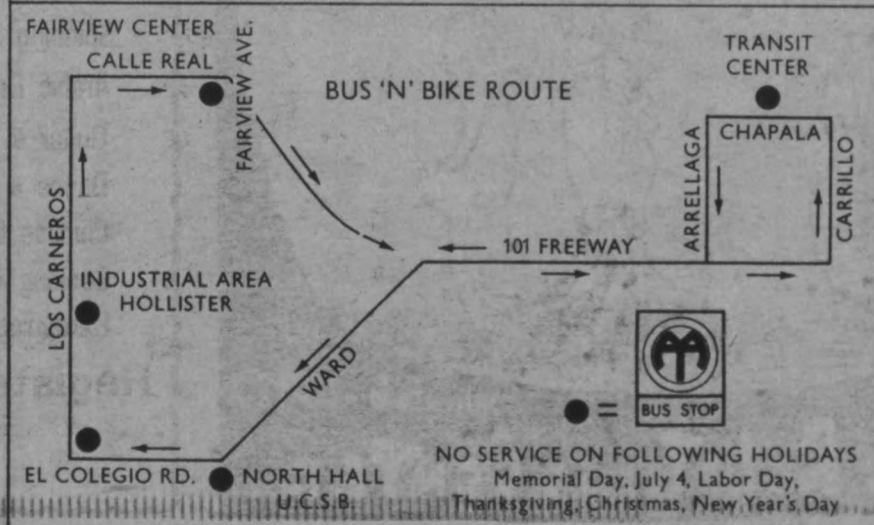 FAIRVIEW CENTER
CALLE REAL
FAIRVIEW AVE.
BUS 'N' BIKE ROUTE
TRANSIT
CENTER
CHAPALA
ARRELLAGA
CARRILLO
101 FREEWAY
LOS CARNEROS
INDUSTRIAL AREA
HOLLISTER
WARD
BUS STOP
=
EL COLEGIO RD.
NORTH HALL
U.C.S.B.
NO SERVICE ON FOLLOWING HOLIDAYS
Memorial Day, July 4, Labor Day,
Thanksgiving, Christmas, New Year's Day